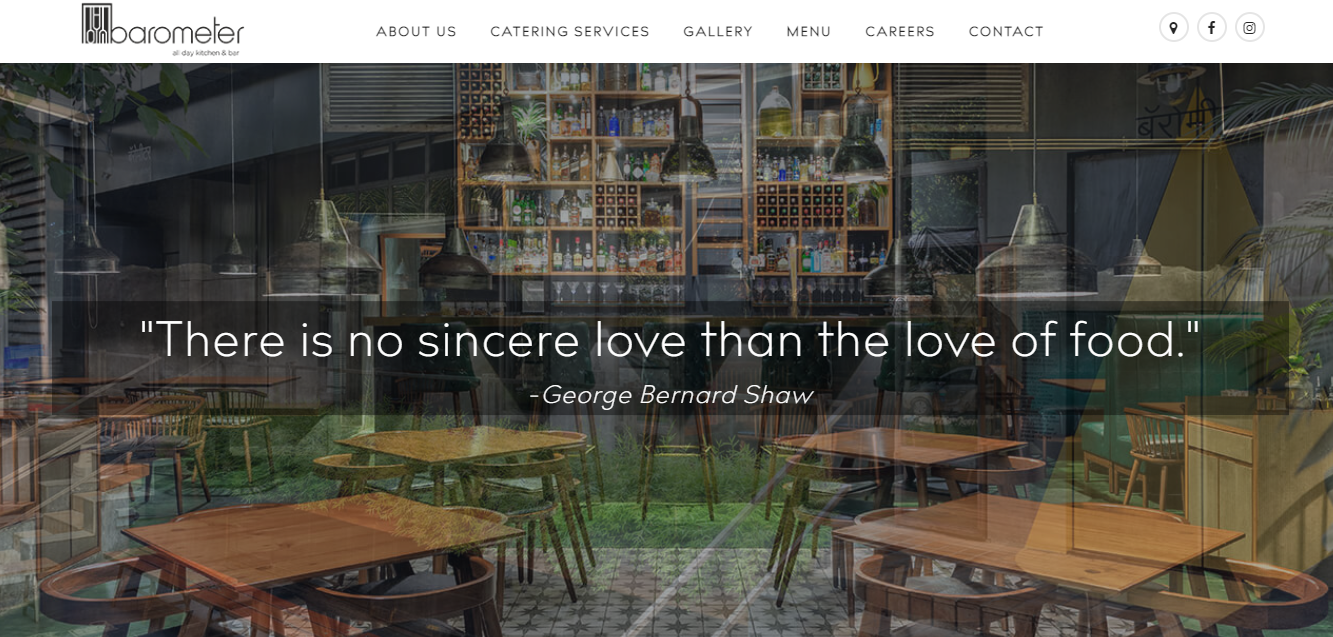 barometer
all day kitchen & bar
ABOUT US CATERING SERVICES GALLERY MENU CAREERS CONTACT
"There is no sincere love than the love of food."
-George Bernard Shaw